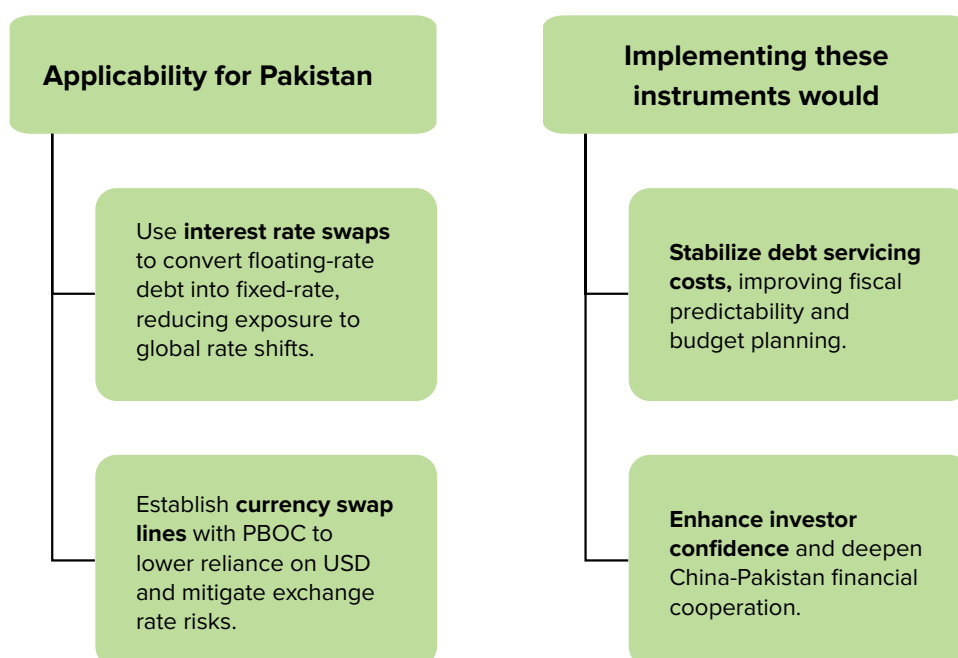 Applicability for Pakistan
Use interest rate swaps
to convert floating-rate
debt into fixed-rate,
reducing exposure to
global rate shifts.
Establish currency swap
lines with PBOC to
lower reliance on USD
and mitigate exchange
rate risks.
Implementing these
instruments would
Stabilize debt servicing
costs, improving fiscal
predictability and
budget planning.
Enhance investor
confidence and deepen
China-Pakistan financial
cooperation.